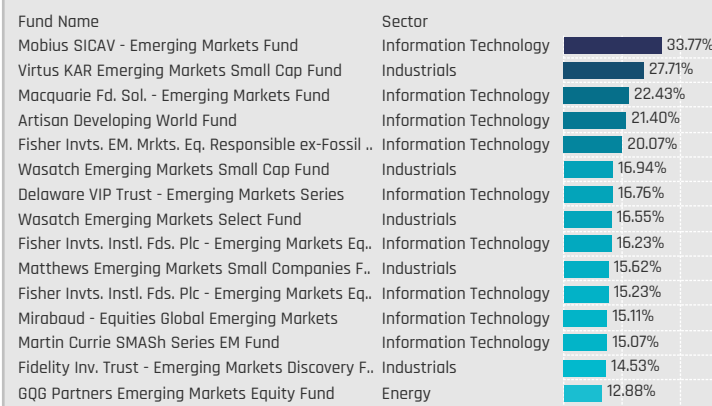 Fund Name Sector
Mobius SICAV - Emerging Markets Fund Information Technology 33.77%
Virtus KAR Emerging Markets Small Cap Fund Industrials 27.71%
Macquarie Fd. Sol. - Emerging Markets Fund Information Technology 22.43%
Artisan Developing World Fund Information Technology 21.40%
Fisher Invts. EM. Mrkts. Eq. Responsible ex-Fossil .. Information Technology 20.07%
Wasatch Emerging Markets Small Cap Fund Industrials 16.94%
Delaware VIP Trust - Emerging Markets Series Information Technology 16.76%
Wasatch Emerging Markets Select Fund Industrials 16.55%
Fisher Invts. Instl. Fds. Plc - Emerging Markets Eq.. Information Technology 16.23%
Matthews Emerging Markets Small Companies F.. Industrials 15.62%
Fisher Invts. Instl. Fds. Plc - Emerging Markets Eq.. Information Technology 15.23%
Mirabaud - Equities Global Emerging Markets Information Technology 15.11%
Martin Currie SMASh Series EM Fund Information Technology 15.07%
Fidelity Inv. Trust - Emerging Markets Discovery F.. Industrials 14.53%
GQG Partners Emerging Markets Equity Fund Energy 12.88%